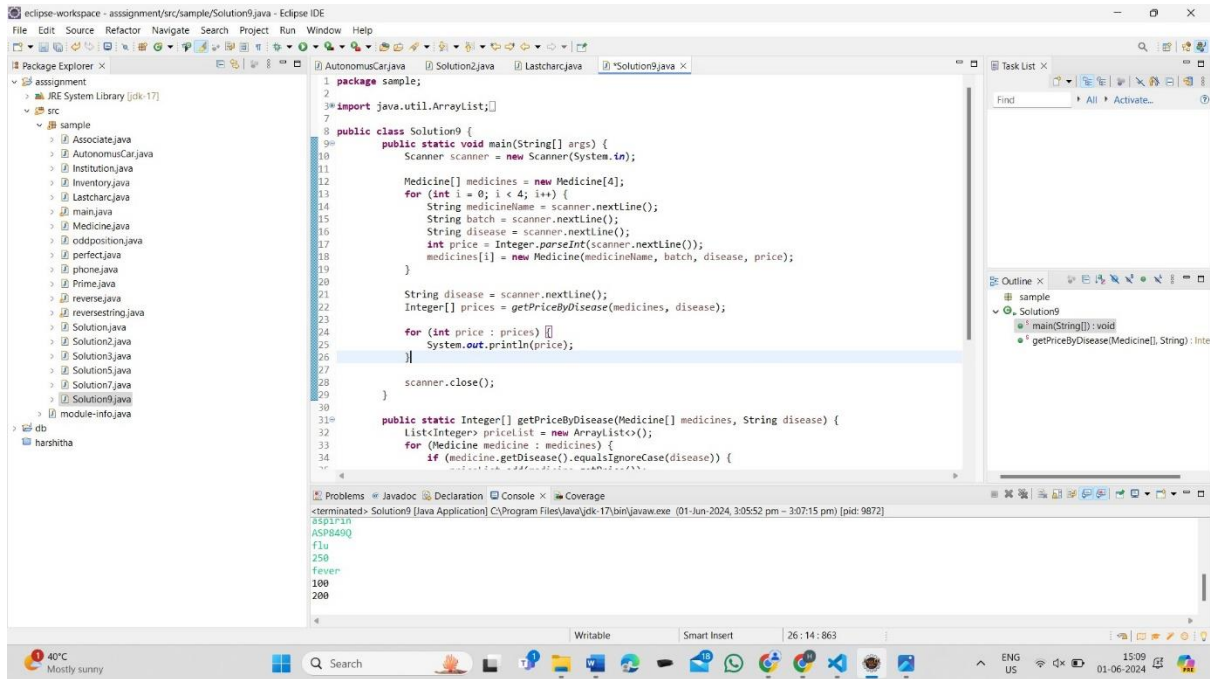 eclipse-workspace - asssignment/src/sample/Solution9.java - Eclipse IDE
File Edit Source Refactor Navigate Search Project Run Window Help
Package Explorer
asssignment
JRE System Library [jdk-17]
src
sample
Associate.java
AutonomusCar.java
Institution.java
Inventory.java
Lastcharc.java
main.java
Medicine.java
oddposition.java
perfect.java
phone.java
Prime.java
reverse.java
reversestring.java
Solution.java
Solution2.java
Solution3.java
Solution5.java
Solution7.java
Solution9.java
module-info.java
db
harshitha
AutonomusCar.java Solution2.java Lastcharc.java *Solution9.java
1 package sample;
2
3 import java.util.ArrayList;
7
8 public class Solution9 {
9 public static void main(String[] args) {
10 Scanner scanner = new Scanner(System.in);
11
12 Medicine[] medicines = new Medicine[4];
13 for (int i = 0; i < 4; i++) {
14 String medicineName = scanner.nextLine();
15 String batch = scanner.nextLine();
16 String disease = scanner.nextLine();
17 int price = Integer.parseInt(scanner.nextLine());
18 medicines[i] = new Medicine(medicineName, batch, disease, price);
19 }
20
21 String disease = scanner.nextLine();
22 Integer[] prices = getPriceByDisease(medicines, disease);
23
24 for (int price : prices) {
25 System.out.println(price);
26 }
27
28 scanner.close();
29 }
30
31 public static Integer[] getPriceByDisease(Medicine[] medicines, String disease) {
32 List<Integer> priceList = new ArrayList<>();
33 for (Medicine medicine : medicines) {
34 if (medicine.getDisease().equalsIgnoreCase(disease)) {
Task List
Find All Activate...
Outline
sample
Solution9
main(String[]) : void
getPriceByDisease(Medicine[], String) : Inte
Problems Javadoc Declaration Console Coverage
<terminated> Solution9 [Java Application] C:\Program Files\Java\jdk-17\bin\javaw.exe (01-Jun-2024, 3:05:52 pm – 3:07:15 pm) [pid: 9872]
aspirin
ASP849Q
flu
250
fever
100
200
Writable Smart Insert 26 : 14 : 863
1
40°C
Mostly sunny
Search
1
18
ENG
US
15:09
01-06-2024